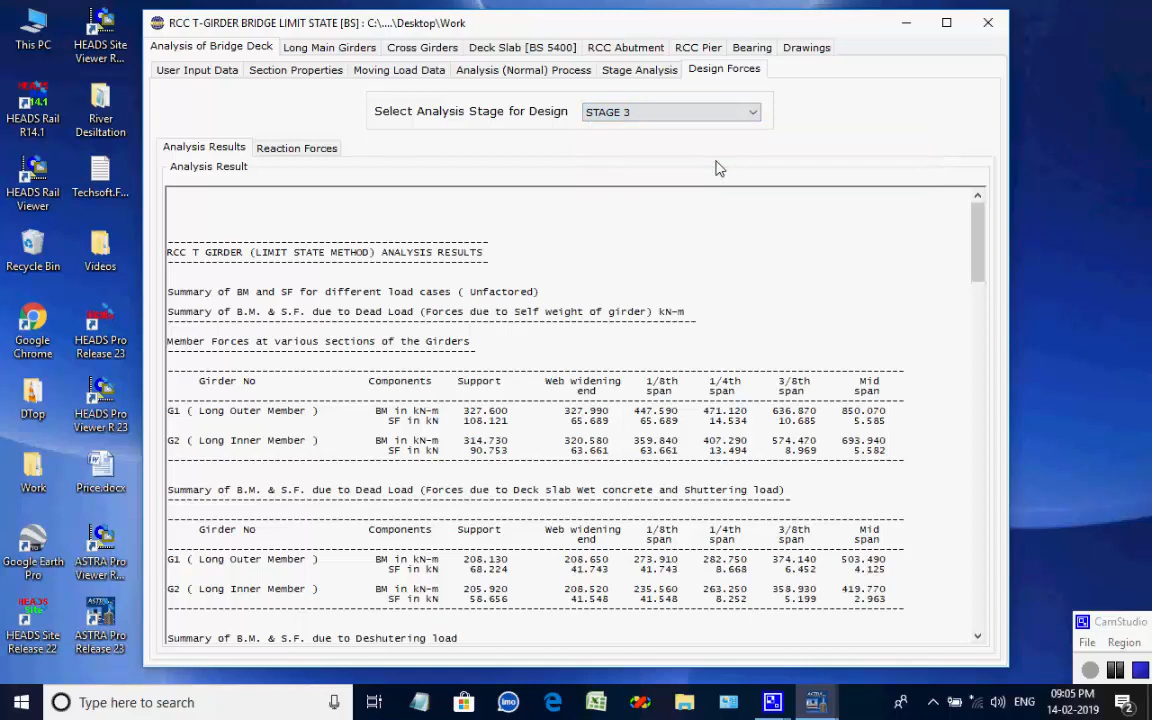 RCC T-GIRDER BRIDGE LIMIT STATE [BS] : C:\....\Desktop\Work
Analysis of Bridge Deck Long Main Girders Cross Girders Deck Slab [BS 5400] RCC Abutment RCC Pier Bearing Drawings
User Input Data Section Properties Moving Load Data Analysis (Normal) Process Stage Analysis Design Forces
Select Analysis Stage for Design STAGE 3
Analysis Results Reaction Forces
Analysis Result
RCC T GIRDER (LIMIT STATE METHOD) ANALYSIS RESULTS
Summary of BM and SF for different load cases ( Unfactored)
Summary of B.M. & S.F. due to Dead Load (Forces due to Self weight of girder) kN-m
Member Forces at various sections of the Girders
Girder No Components Support Web widening 1/8th 1/4th 3/8th Mid
end span span span span
G1 ( Long Outer Member ) BM in kN-m 327.600 327.990 447.590 471.120 636.870 850.070
SF in kN 108.121 65.689 65.689 14.534 10.685 5.585
G2 ( Long Inner Member ) BM in kN-m 314.730 320.580 359.840 407.290 574.470 693.940
SF in kN 90.753 63.661 63.661 13.494 8.969 5.582
Summary of B.M. & S.F. due to Dead Load (Forces due to Deck slab Wet concrete and Shuttering load)
Girder No Components Support Web widening 1/8th 1/4th 3/8th Mid
end span span span span
G1 ( Long Outer Member ) BM in kN-m 208.130 208.650 273.910 282.750 374.140 503.490
SF in kN 68.224 41.743 41.743 8.668 6.452 4.125
G2 ( Long Inner Member ) BM in kN-m 205.920 208.520 235.560 263.250 358.930 419.770
SF in kN 58.656 41.548 41.548 8.252 5.199 2.963
Summary of B.M. & S.F. due to Deshutering load
This PC
HEADS Site
Viewer R...
HEADS Rail
R14.1
River
Desiltation
HEADS Rail
Viewer
Techsoft.F...
Recycle Bin
Videos
Google
Chrome
HEADS Pro
Release 23
DTop
HEADS Pro
Viewer R 23
Work
Price.docx
Google Earth
Pro
ASTRA Pro
Viewer R...
HEADS Site
Release 22
ASTRA Pro
Release 23
CamStudio
File Region
Type here to search
imo
ASTRA
ENG
09:05 PM
14-02-2019
2